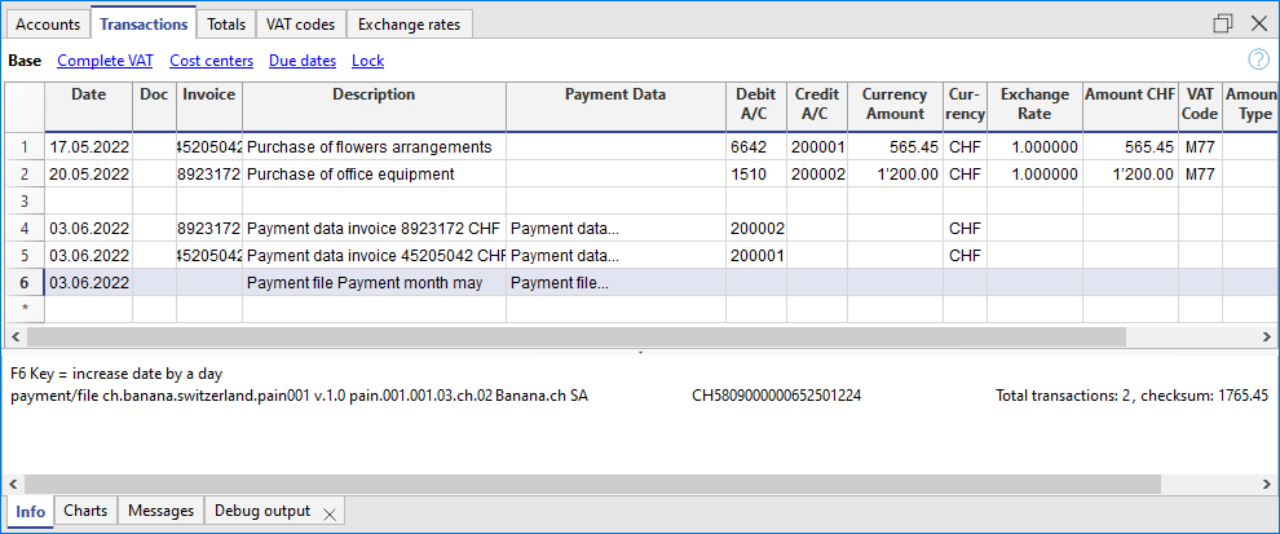 Accounts Transactions Totals VAT codes Exchange rates
Base Complete VAT Cost centers Due dates Lock ?
Date Doc Invoice Description Payment Data Debit A/C Credit A/C Currency Amount Cur-rency Exchange Rate Amount CHF VAT Code Amoun Type
1 17.05.2022 45205042 Purchase of flowers arrangements 6642 200001 565.45 CHF 1.000000 565.45 M77
2 20.05.2022 8923172 Purchase of office equipment 1510 200002 1'200.00 CHF 1.000000 1'200.00 M77
3
4 03.06.2022 8923172 Payment data invoice 8923172 CHF Payment data... 200002 CHF
5 03.06.2022 45205042 Payment data invoice 45205042 CHF Payment data... 200001 CHF
6 03.06.2022 Payment file Payment month may Payment file...
*
F6 Key = increase date by a day
payment/file ch.banana.switzerland.pain001 v.1.0 pain.001.001.03.ch.02 Banana.ch SA CH5809000000652501224 Total transactions: 2, checksum: 1765.45
Info Charts Messages Debug output